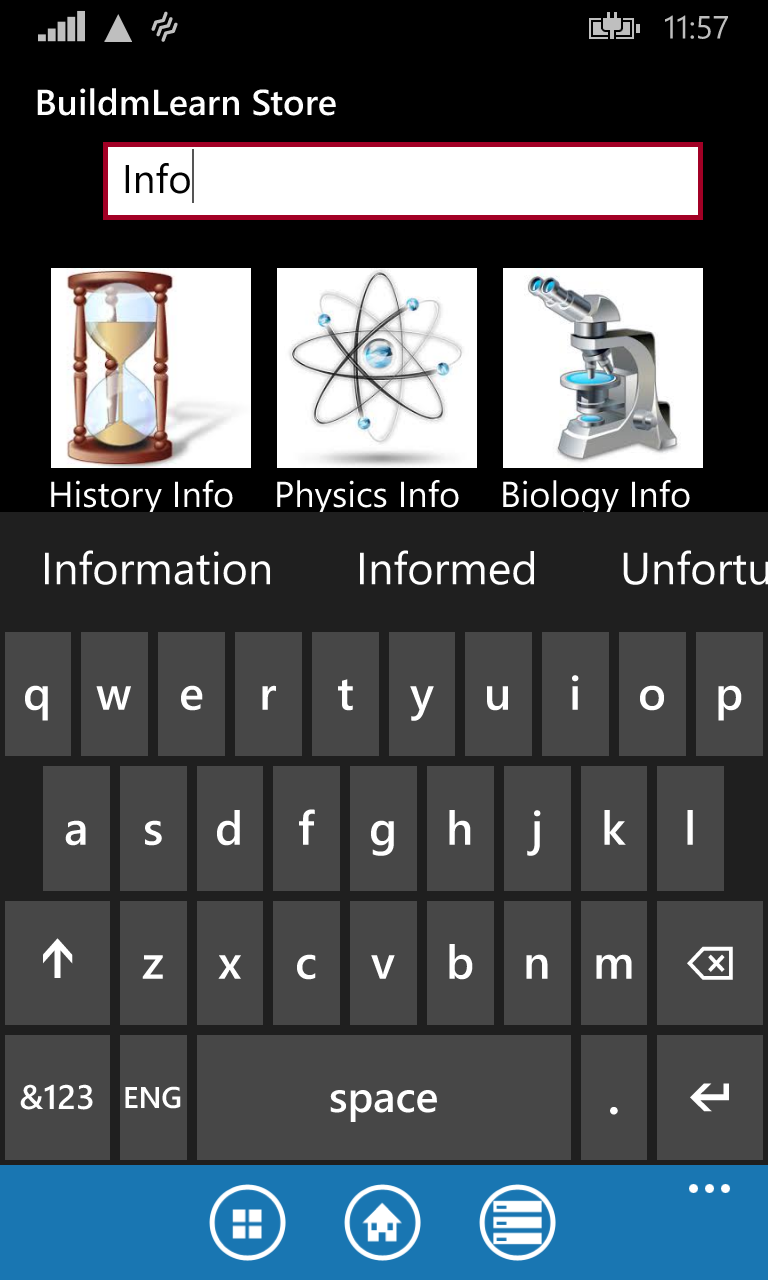 11:57
BuildmLearn Store
Info
History Info Physics Info Biology Info
Information Informed Unfortu
q w e r t y u i o p
a s d f g h j k l
z x c v b n m
&123 ENG space .